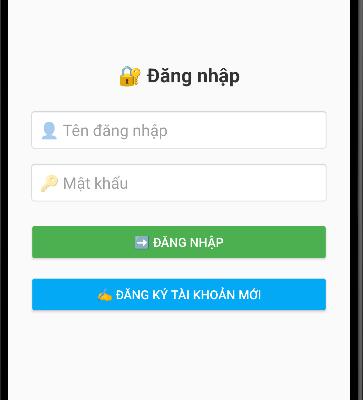 🔐 Đăng nhập
👤 Tên đăng nhập
🔑 Mật khẩu
➡️ ĐĂNG NHẬP
✍️ ĐĂNG KÝ TÀI KHOẢN MỚI